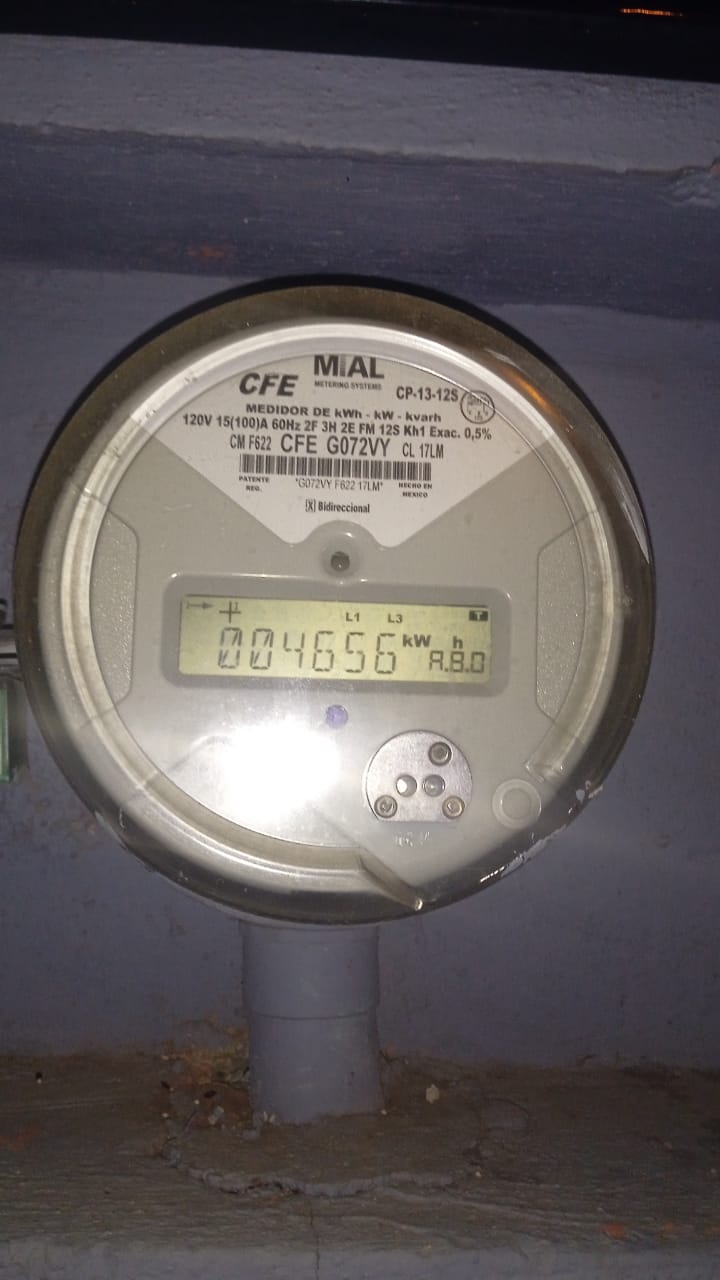 MIAL
METERING SYSTEMS
CFE
CP-13-12S
MEDIDOR DE kWh - kW - kvarh
120V 15(100)A 60Hz 2F 3H 2E FM 12S Kh1 Exac. 0,5%
CM F622 CFE G072VY CL 17LM
PATENTE REG.
*G072VY F622 17LM*
HECHO EN MEXICO
[X] Bidireccional
L1 L3 T
004656 kW h